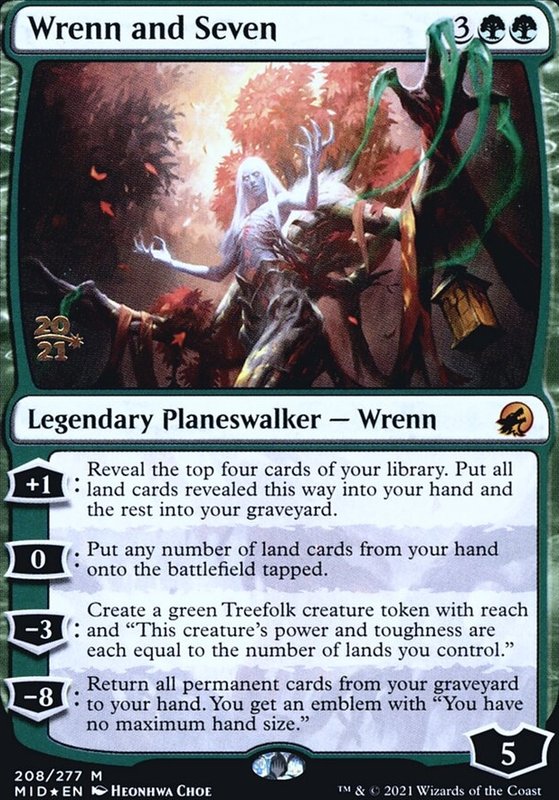 Wrenn and Seven 3
20
21
Legendary Planeswalker — Wrenn
+1 : Reveal the top four cards of your library. Put all
land cards revealed this way into your hand and
the rest into your graveyard.
0 : Put any number of land cards from your hand
onto the battlefield tapped.
-3 : Create a green Treefolk creature token with reach
and “This creature's power and toughness are
each equal to the number of lands you control.”
-8 : Return all permanent cards from your graveyard
to your hand. You get an emblem with “You have
no maximum hand size.”
5
208/277 M
MID★EN Heonhwa Choe
™ & © 2021 Wizards of the Coast